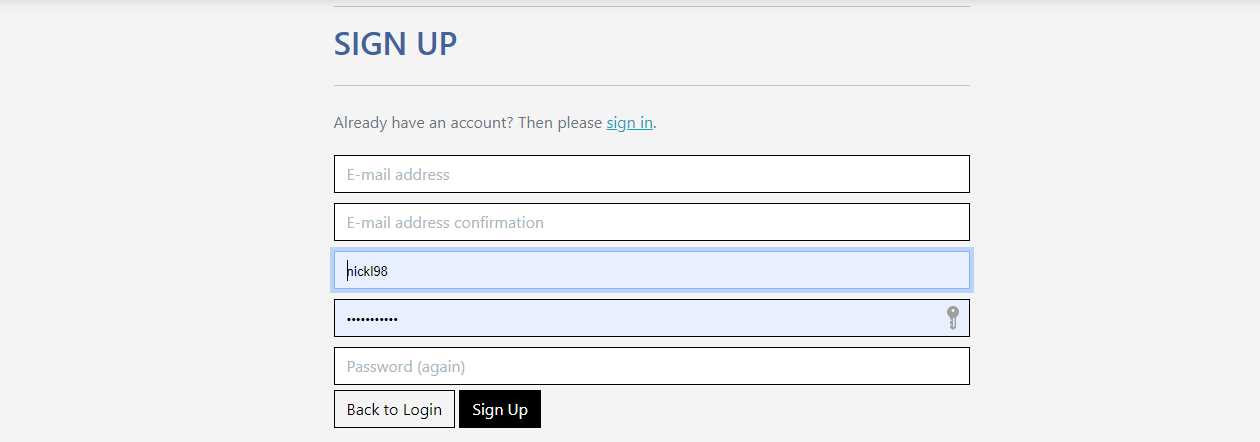 SIGN UP
Already have an account? Then please sign in.
E-mail address
E-mail address confirmation
nickl98
•••••••••••
Password (again)
Back to Login Sign Up